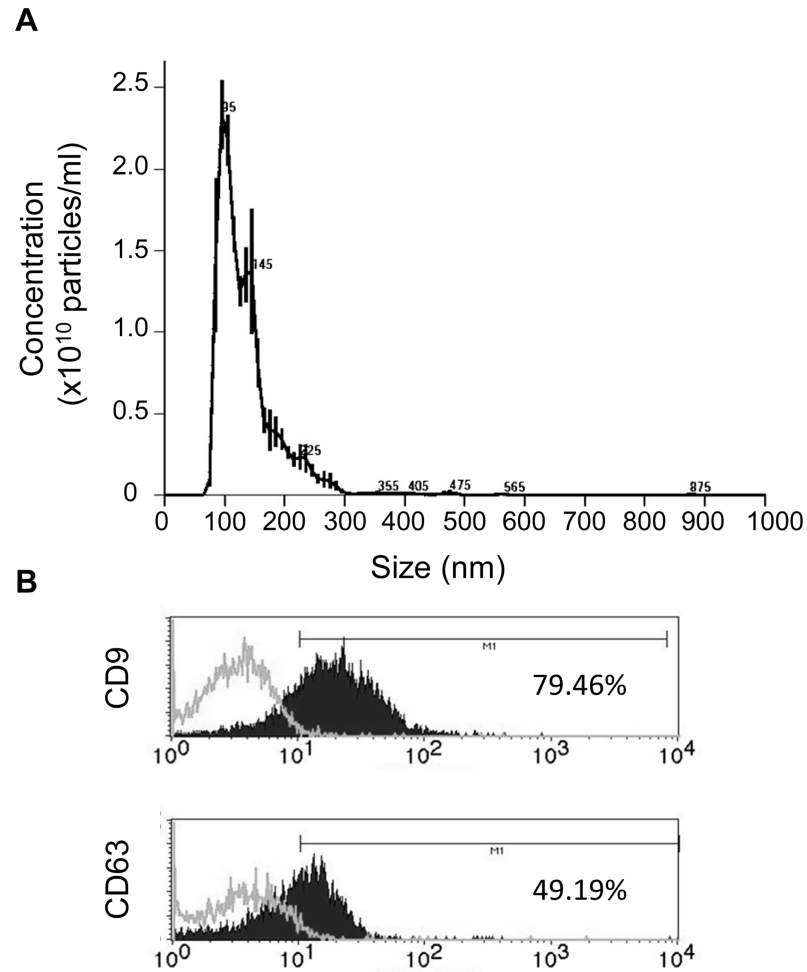 A
Concentration
(x10¹⁰ particles/ml)
2.5
2.0
1.5
1.0
0.5
0
95
145
225
355 405 475 565 875
0 100 200 300 400 500 600 700 800 900 1000
Size (nm)
B
CD9
M1
79.46%
10⁰ 10¹ 10² 10³ 10⁴
CD63
M1
49.19%
10⁰ 10¹ 10² 10³ 10⁴